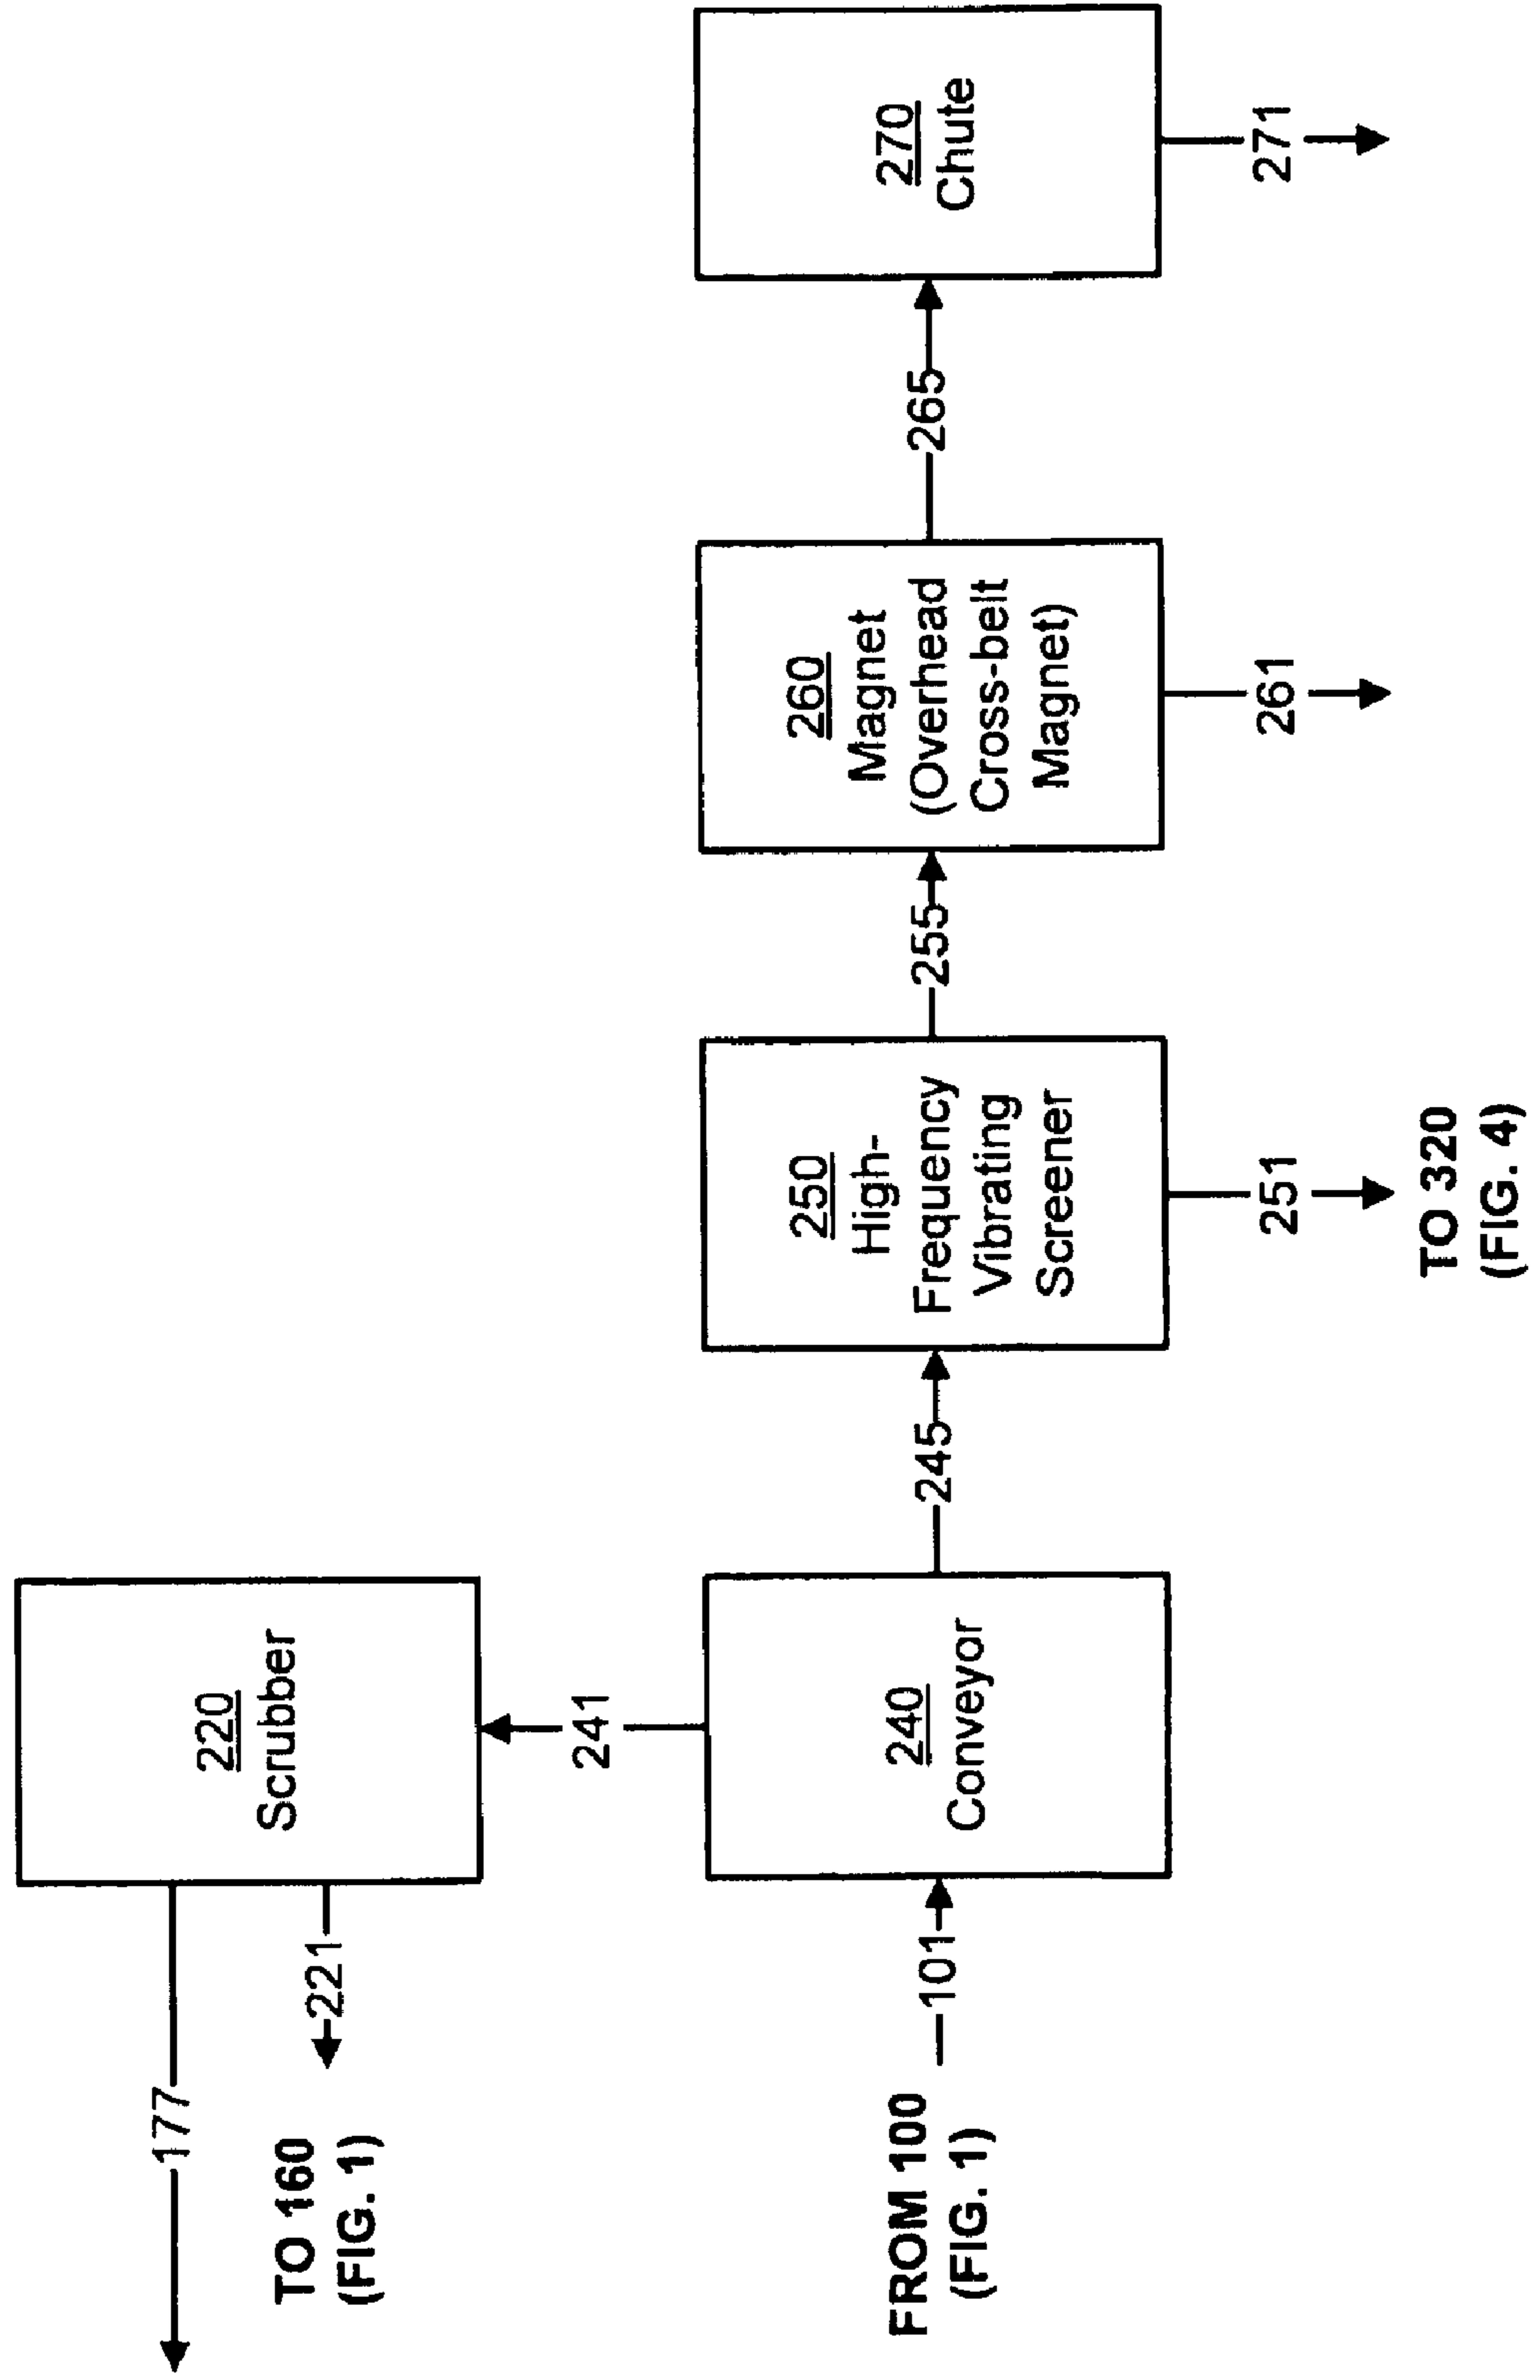 177
220
Scrubber
221
TO 160
(FIG. 1)
241
FROM 100
(FIG. 1)
101
240
Conveyor
245
250
High-
Frequency
Vibrating
Screener
255
260
Magnet
(Overhead
Cross-belt
Magnet)
265
270
Chute
251
TO 320
(FIG. 4)
261
271